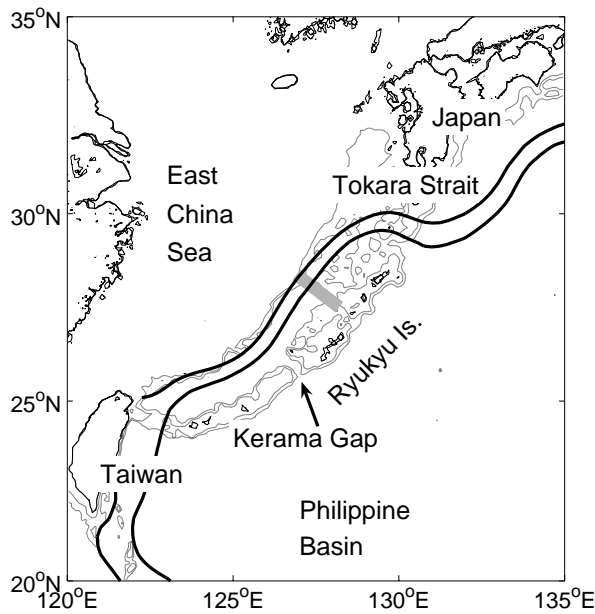 35°N
Japan
East
China
Sea
Tokara Strait
30°N
Ryukyu Is.
25°N
Kerama Gap
Taiwan
Philippine
Basin
20°N
120°E
125°E
130°E
135°E